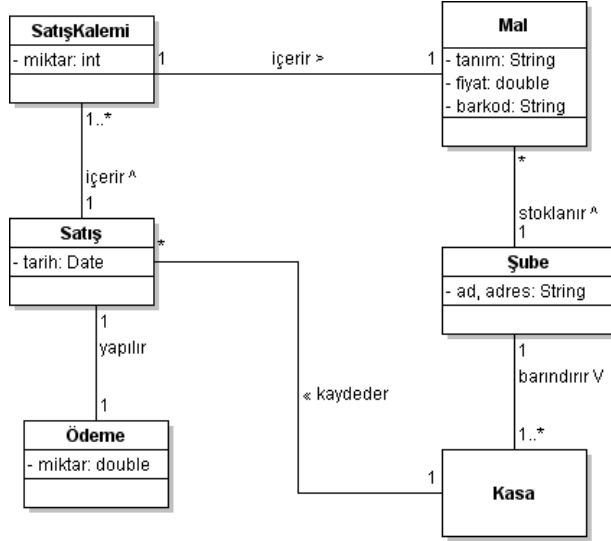 SatışKalemi
- miktar: int
1
içerir >
1
Mal
- tanım: String
- fiyat: double
- barkod: String
1..*
içerir ^
1
*
stoklanır ^
1
Satış
- tarih: Date
*
Şube
- ad, adres: String
1
yapılır
1
« kaydeder
1
barındırır V
1..*
Ödeme
- miktar: double
1
Kasa